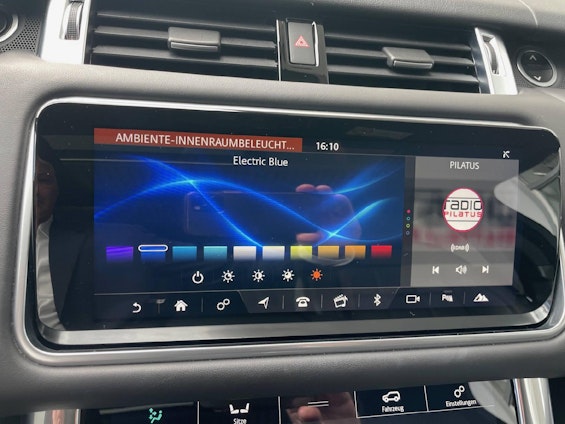 AMBIENTE-INNENRAUMBELEUCHT...
16:10
Electric Blue
PILATUS
radio
PILATUS
Sitze
Fahrzeug
Einstellungen